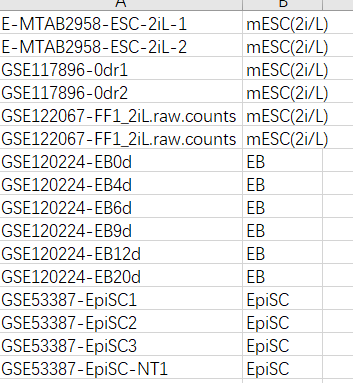 A B
E-MTAB2958-ESC-2iL-1 mESC(2i/L)
E-MTAB2958-ESC-2iL-2 mESC(2i/L)
GSE117896-0dr1 mESC(2i/L)
GSE117896-0dr2 mESC(2i/L)
GSE122067-FF1_2iL.raw.counts mESC(2i/L)
GSE122067-FF1_2iL.raw.counts mESC(2i/L)
GSE120224-EB0d EB
GSE120224-EB4d EB
GSE120224-EB6d EB
GSE120224-EB9d EB
GSE120224-EB12d EB
GSE120224-EB20d EB
GSE53387-EpiSC1 EpiSC
GSE53387-EpiSC2 EpiSC
GSE53387-EpiSC3 EpiSC
GSE53387-EpiSC-NT1 EpiSC